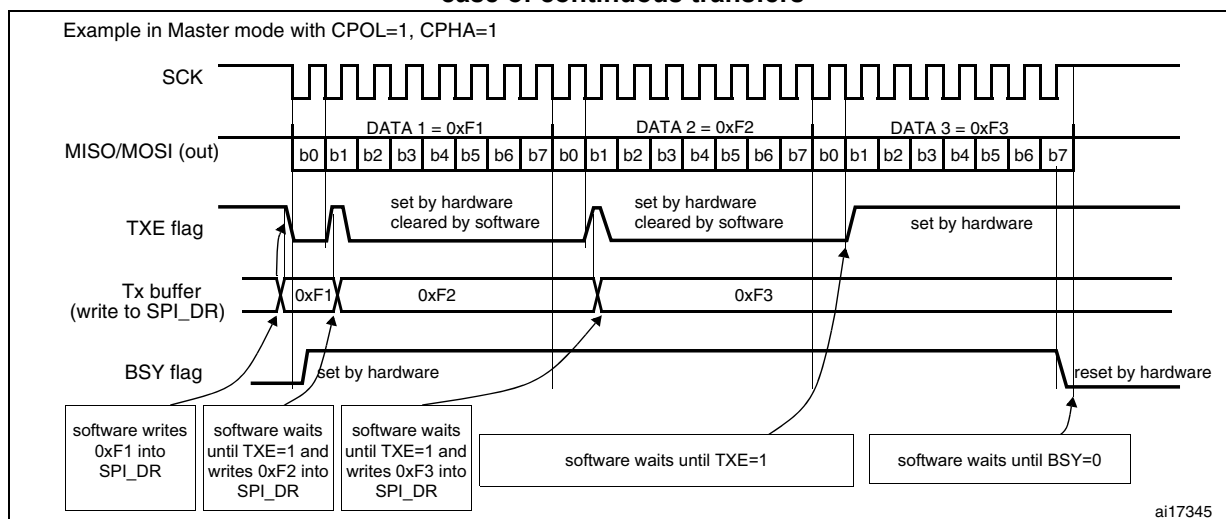 case of continuous transfers
Example in Master mode with CPOL=1, CPHA=1
SCK
DATA 1 = 0xF1
DATA 2 = 0xF2
DATA 3 = 0xF3
MISO/MOSI (out)
b0 b1 b2 b3 b4 b5 b6 b7 b0 b1 b2 b3 b4 b5 b6 b7 b0 b1 b2 b3 b4 b5 b6 b7
TXE flag
set by hardware
cleared by software
set by hardware
cleared by software
set by hardware
Tx buffer
(write to SPI_DR)
0xF1
0xF2
0xF3
BSY flag
set by hardware
reset by hardware
software writes
0xF1 into
SPI_DR
software waits
until TXE=1 and
writes 0xF2 into
SPI_DR
software waits
until TXE=1 and
writes 0xF3 into
SPI_DR
software waits until TXE=1
software waits until BSY=0
ai17345